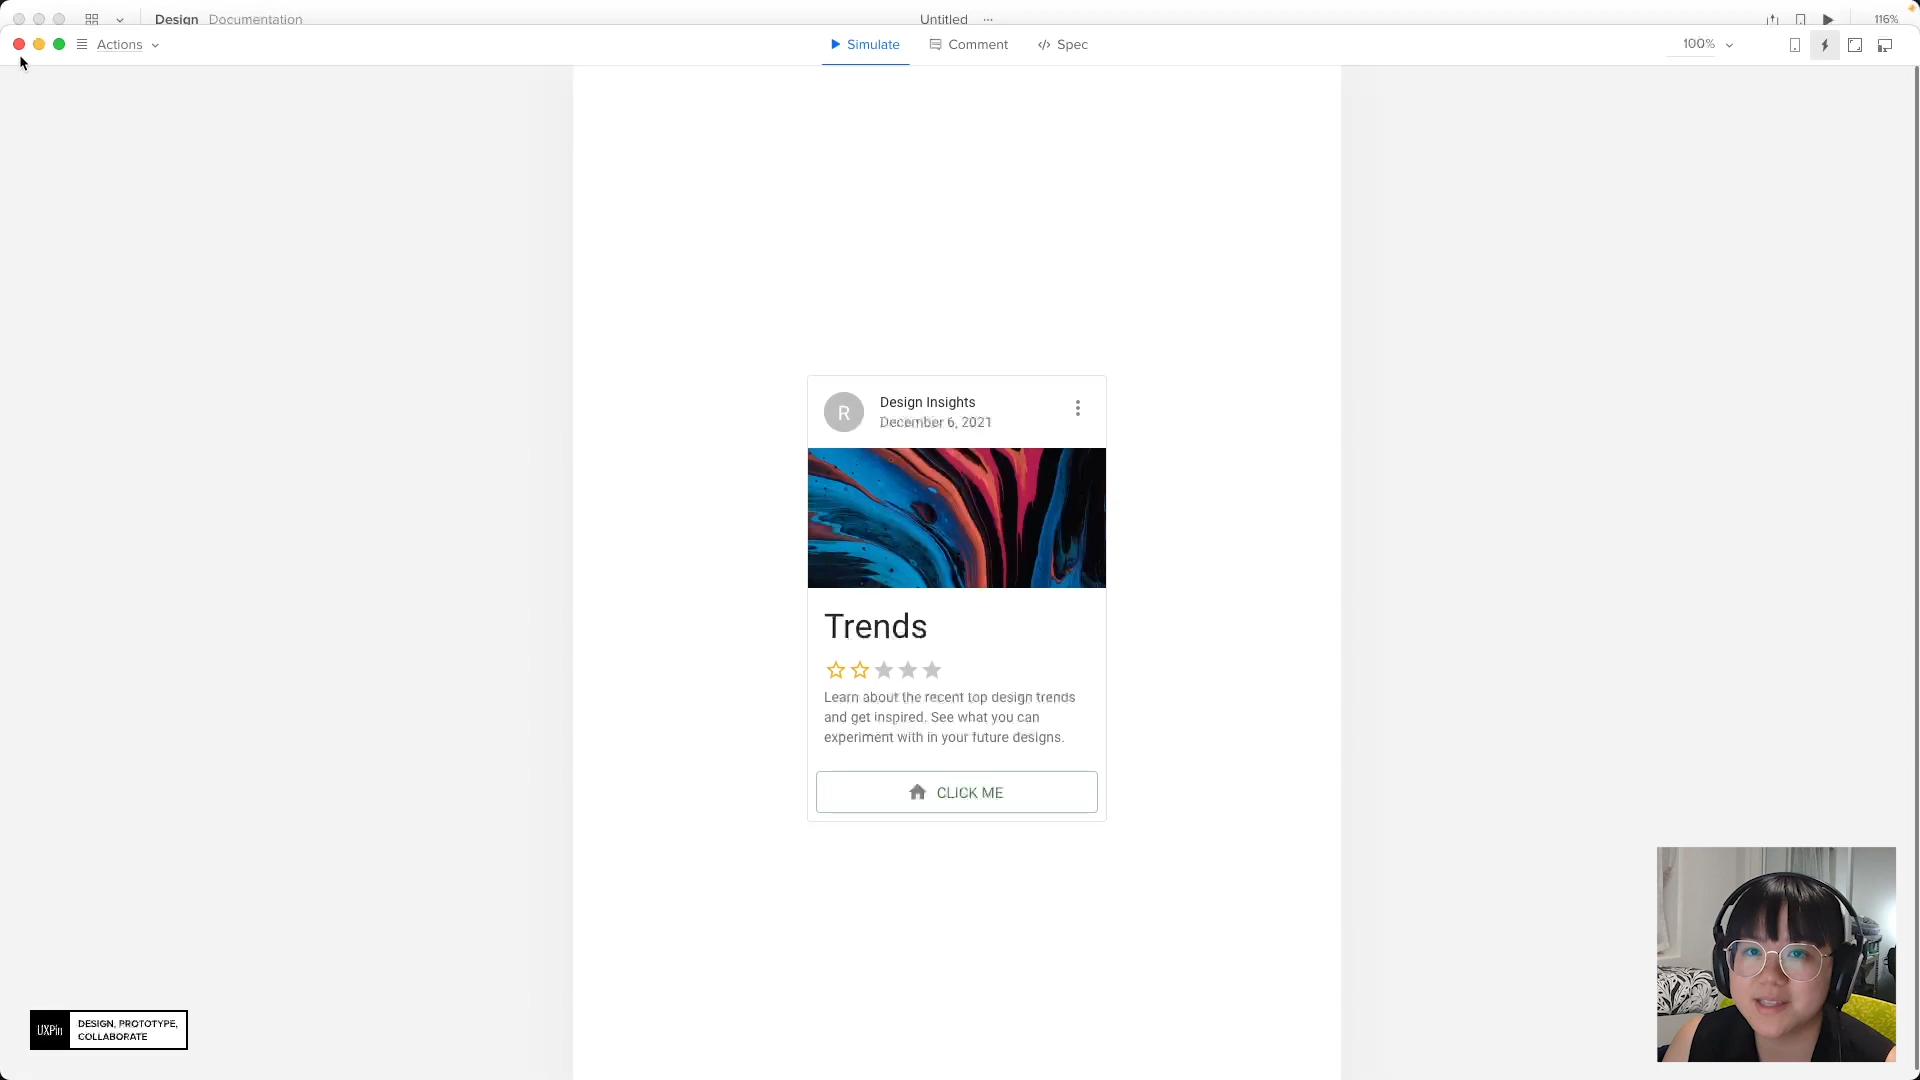 Design Documentation
Untitled ...
116%
Actions
Simulate
Comment
</> Spec
100%
R
Design Insights
December 6, 2021
Trends
Learn about the recent top design trends
and get inspired. See what you can
experiment with in your future designs.
CLICK ME
UXPin
DESIGN, PROTOTYPE,
COLLABORATE